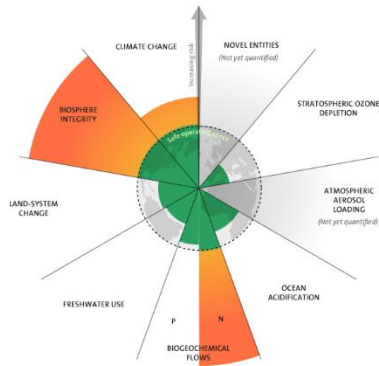 CLIMATE CHANGE
NOVEL ENTITIES
(Not yet quantified)
Increasing risk
STRATOSPHERIC OZONE
DEPLETION
BIOSPHERE
INTEGRITY
Safe operating space
ATMOSPHERIC
AEROSOL
LOADING
(Not yet quantified)
LAND-SYSTEM
CHANGE
OCEAN
ACIDIFICATION
FRESHWATER USE
P
N
BIOGEOCHEMICAL
FLOWS